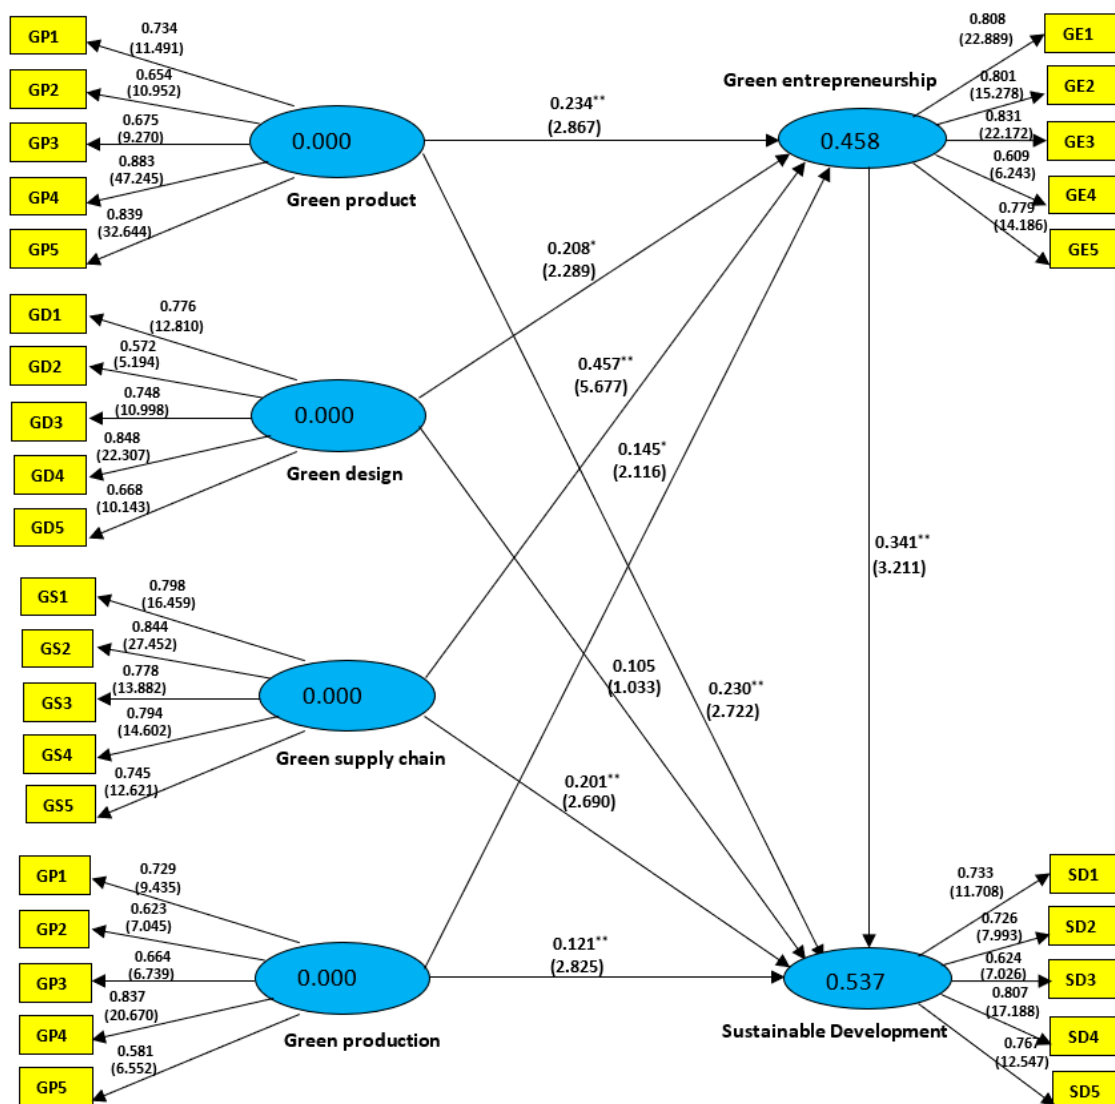 GP1
0.734
(11.491)
GP2
0.654
(10.952)
GP3
0.675
(9.270)
GP4
0.883
(47.245)
GP5
0.839
(32.644)
0.000
Green product
GD1
0.776
(12.810)
GD2
0.572
(5.194)
GD3
0.748
(10.998)
GD4
0.848
(22.307)
GD5
0.668
(10.143)
0.000
Green design
GS1
0.798
(16.459)
GS2
0.844
(27.452)
GS3
0.778
(13.882)
GS4
0.794
(14.602)
GS5
0.745
(12.621)
0.000
Green supply chain
GP1
0.729
(9.435)
GP2
0.623
(7.045)
GP3
0.664
(6.739)
GP4
0.837
(20.670)
GP5
0.581
(6.552)
0.000
Green production
0.234**
(2.867)
0.208*
(2.289)
0.457**
(5.677)
0.145*
(2.116)
0.341**
(3.211)
0.105
(1.033)
0.230**
(2.722)
0.201**
(2.690)
0.121**
(2.825)
Green entrepreneurship
0.458
0.808
(22.889)
GE1
0.801
(15.278)
GE2
0.831
(22.172)
GE3
0.609
(6.243)
GE4
0.779
(14.186)
GE5
0.537
Sustainable Development
0.733
(11.708)
SD1
0.726
(7.993)
SD2
0.624
(7.026)
SD3
0.807
(17.188)
SD4
0.767
(12.547)
SD5